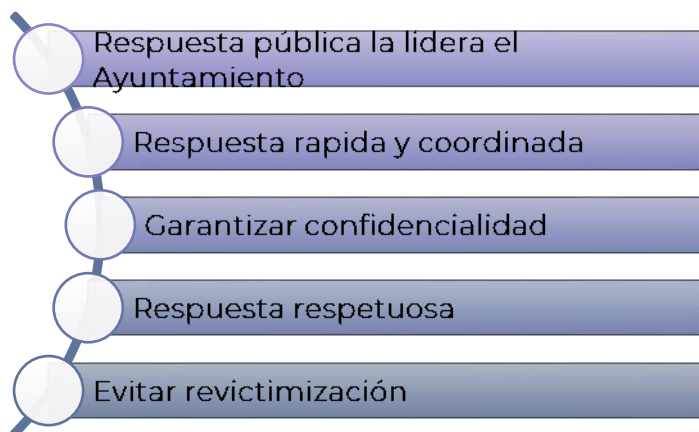 Respuesta pública la lidera el
Ayuntamiento
Respuesta rapida y coordinada
Garantizar confidencialidad
Respuesta respetuosa
Evitar revictimización